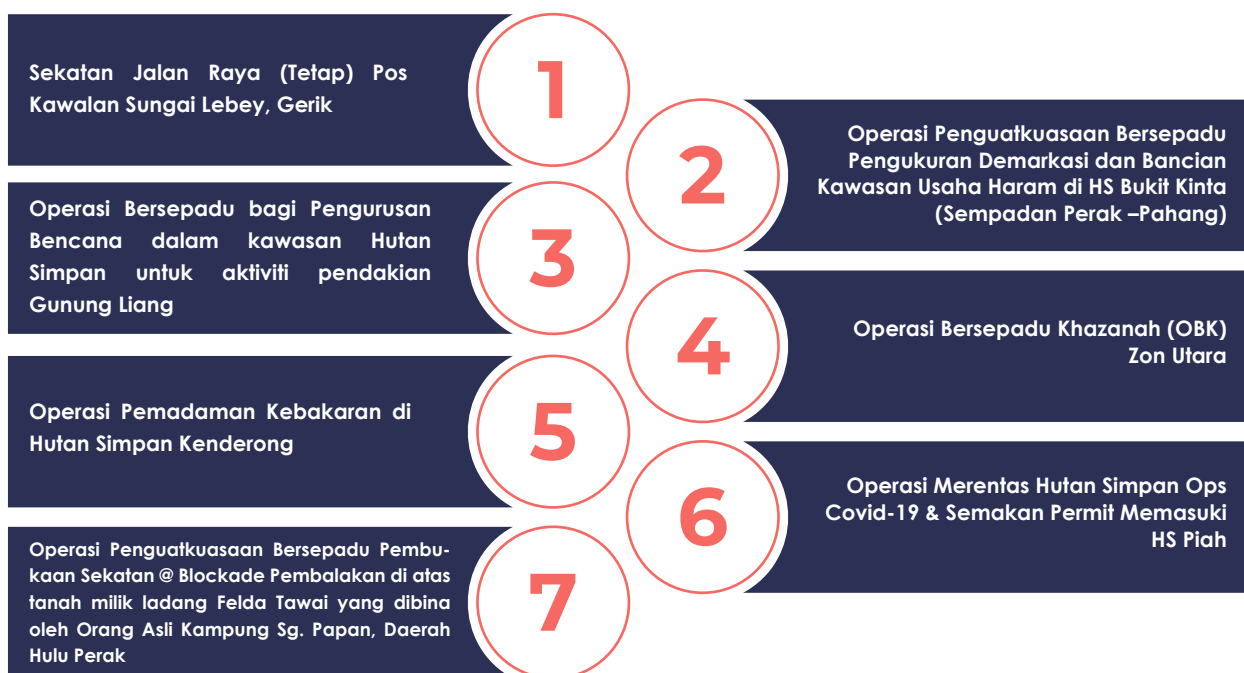 Sekatan Jalan Raya (Tetap) Pos
Kawalan Sungai Lebey, Gerik
1
Operasi Penguatkuasaan Bersepadu
Pengukuran Demarkasi dan Bancian
Kawasan Usaha Haram di HS Bukit Kinta
(Sempadan Perak –Pahang)
2
Operasi Bersepadu bagi Pengurusan
Bencana dalam kawasan Hutan
Simpan untuk aktiviti pendakian
Gunung Liang
3
Operasi Bersepadu Khazanah (OBK)
Zon Utara
4
Operasi Pemadaman Kebakaran di
Hutan Simpan Kenderong
5
Operasi Merentas Hutan Simpan Ops
Covid-19 & Semakan Permit Memasuki
HS Piah
6
Operasi Penguatkuasaan Bersepadu Pembu-
kaan Sekatan @ Blockade Pembalakan di atas
tanah milik ladang Felda Tawai yang dibina
oleh Orang Asli Kampung Sg. Papan, Daerah
Hulu Perak
7